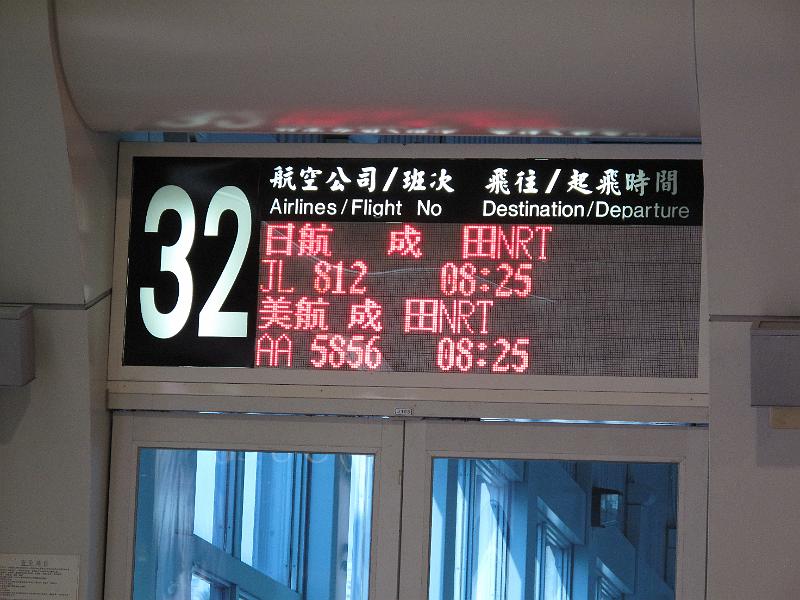 32
航空公司/班次 飛往/起飛時間
Airlines/Flight No Destination/Departure
日航 成 田NRT
JL 812 08:25
美航 成 田NRT
AA 5856 08:25